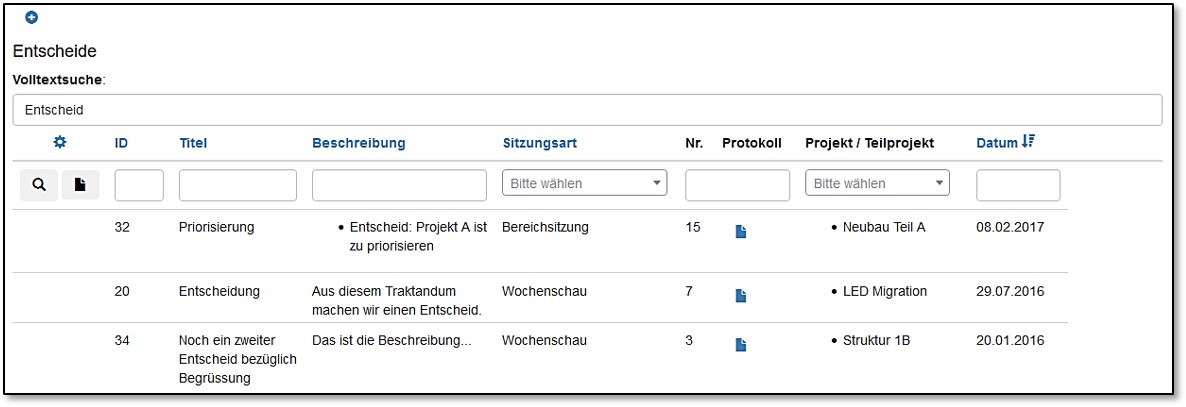 Entscheide
Volltextsuche:
Entscheid
ID Titel Beschreibung Sitzungsart Nr. Protokoll Projekt / Teilprojekt Datum
Bitte wählen Bitte wählen
32 Priorisierung • Entscheid: Projekt A ist Bereichsitzung 15 • Neubau Teil A 08.02.2017
zu priorisieren
20 Entscheidung Aus diesem Traktandum Wochenschau 7 • LED Migration 29.07.2016
machen wir einen Entscheid.
34 Noch ein zweiter Das ist die Beschreibung... Wochenschau 3 • Struktur 1B 20.01.2016
Entscheid bezüglich
Begrüssung